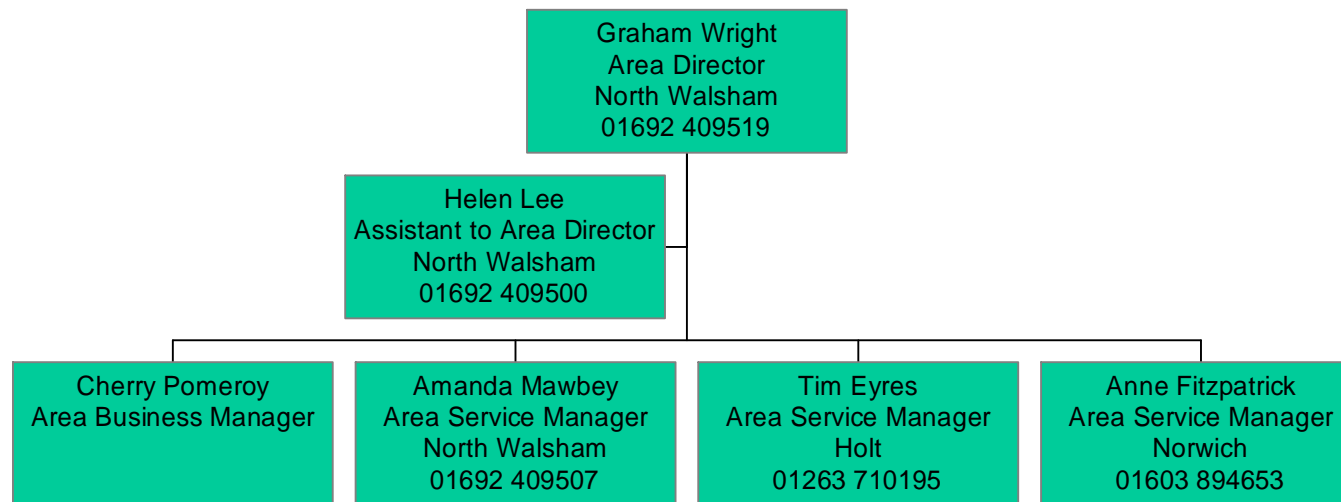 Graham Wright
Area Director
North Walsham
01692 409519
Helen Lee
Assistant to Area Director
North Walsham
01692 409500
Cherry Pomeroy
Area Business Manager
Amanda Mawbey
Area Service Manager
North Walsham
01692 409507
Tim Eyres
Area Service Manager
Holt
01263 710195
Anne Fitzpatrick
Area Service Manager
Norwich
01603 894653